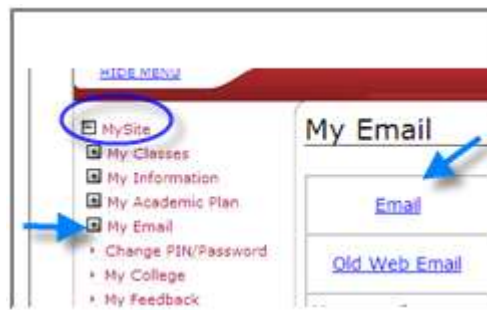 HIDE MENU
MySite
My Classes
My Information
My Academic Plan
My Email
Change PIN/Password
My College
My Feedback
My Email
Email
Old Web Email